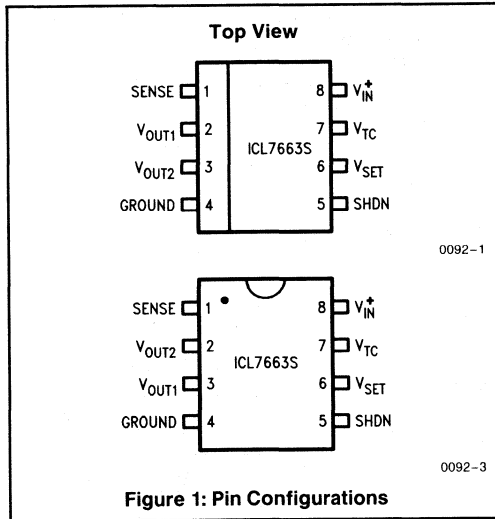 Top View
SENSE 1 8 V⁺IN
VOUT1 2 7 VTC
ICL7663S
VOUT2 3 6 VSET
GROUND 4 5 SHDN
0092-1
SENSE 1 8 V⁺IN
VOUT2 2 7 VTC
ICL7663S
VOUT1 3 6 VSET
GROUND 4 5 SHDN
0092-3
Figure 1: Pin Configurations